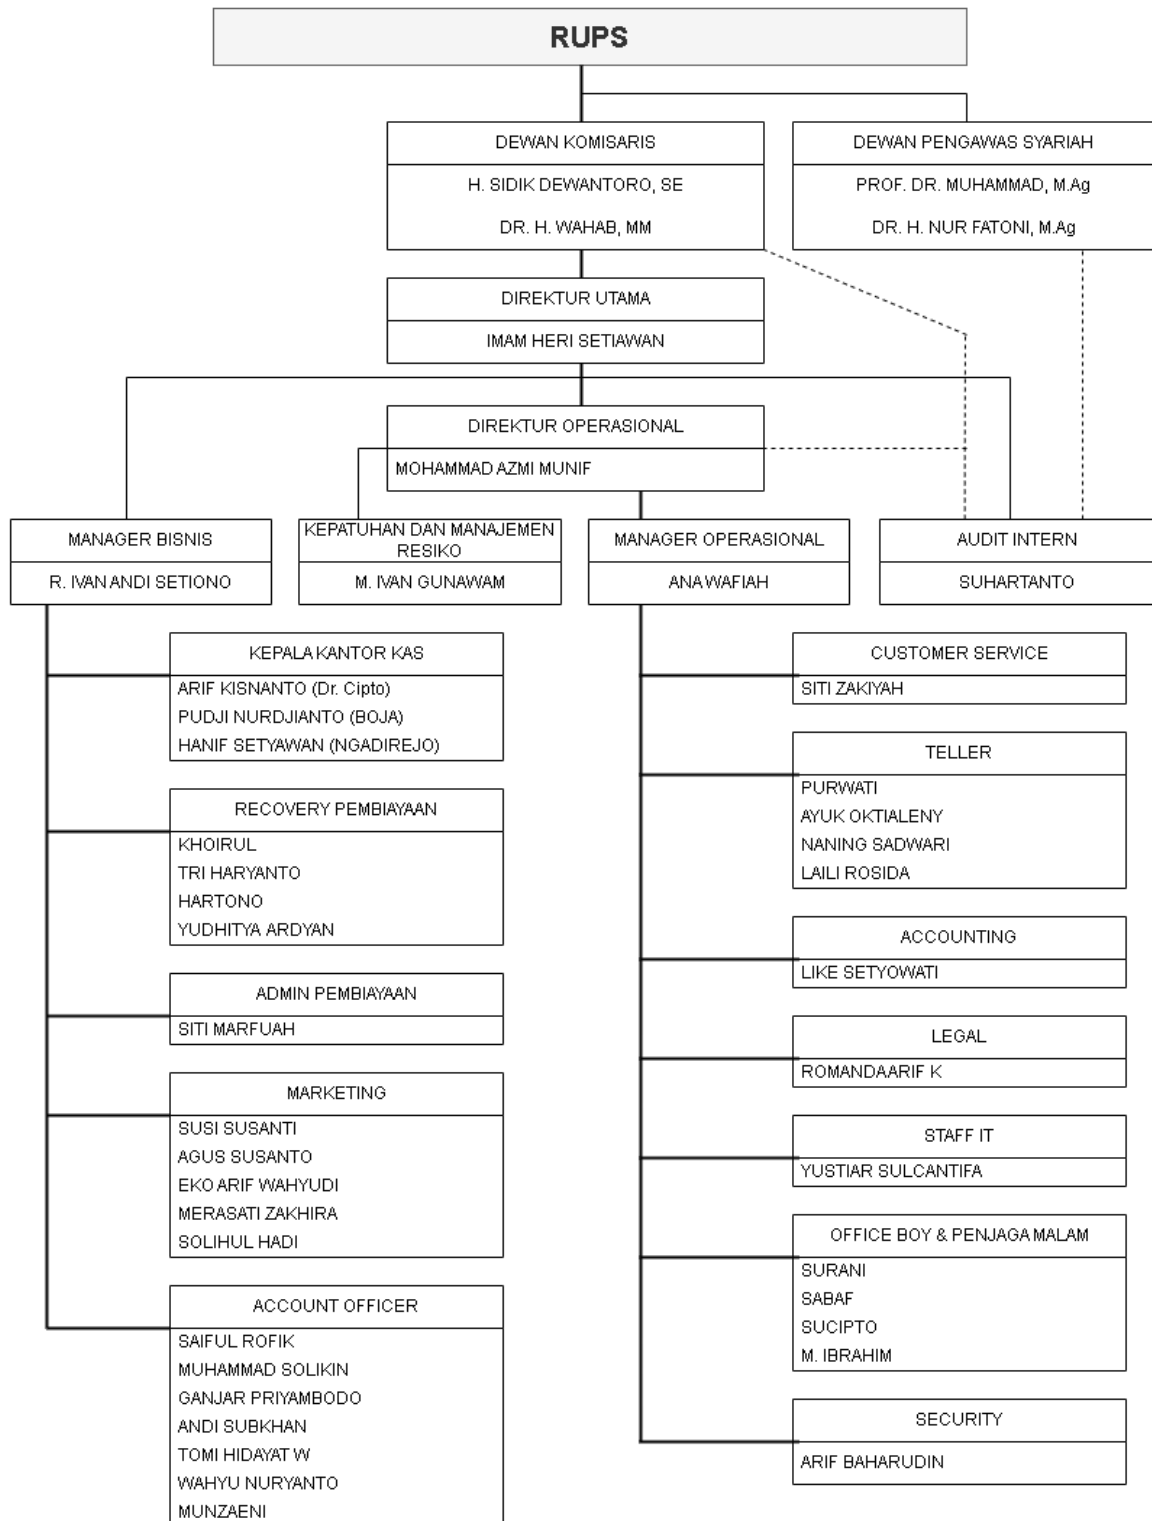 RUPS
DEWAN KOMISARIS
H. SIDIK DEWANTORO, SE
DR. H. WAHAB, MM
DEWAN PENGAWAS SYARIAH
PROF. DR. MUHAMMAD, M.Ag
DR. H. NUR FATONI, M.Ag
DIREKTUR UTAMA
IMAM HERI SETIAWAN
DIREKTUR OPERASIONAL
MOHAMMAD AZMI MUNIF
MANAGER BISNIS
R. IVAN ANDI SETIONO
KEPATUHAN DAN MANAJEMEN
RESIKO
M. IVAN GUNAWAM
MANAGER OPERASIONAL
ANA WAFIAH
AUDIT INTERN
SUHARTANTO
KEPALA KANTOR KAS
ARIF KISNANTO (Dr. Cipto)
PUDJI NURDJIANTO (BOJA)
HANIF SETYAWAN (NGADIREJO)
RECOVERY PEMBIAYAAN
KHOIRUL
TRI HARYANTO
HARTONO
YUDHITYA ARDYAN
ADMIN PEMBIAYAAN
SITI MARFUAH
MARKETING
SUSI SUSANTI
AGUS SUSANTO
EKO ARIF WAHYUDI
MERASATI ZAKHIRA
SOLIHUL HADI
ACCOUNT OFFICER
SAIFUL ROFIK
MUHAMMAD SOLIKIN
GANJAR PRIYAMBODO
ANDI SUBKHAN
TOMI HIDAYAT W
WAHYU NURYANTO
MUNZAENI
CUSTOMER SERVICE
SITI ZAKIYAH
TELLER
PURWATI
AYUK OKTIALENY
NANING SADWARI
LAILI ROSIDA
ACCOUNTING
LIKE SETYOWATI
LEGAL
ROMANDA ARIF K
STAFF IT
YUSTIAR SULCANTIFA
OFFICE BOY & PENJAGA MALAM
SURANI
SABAF
SUCIPTO
M. IBRAHIM
SECURITY
ARIF BAHARUDIN